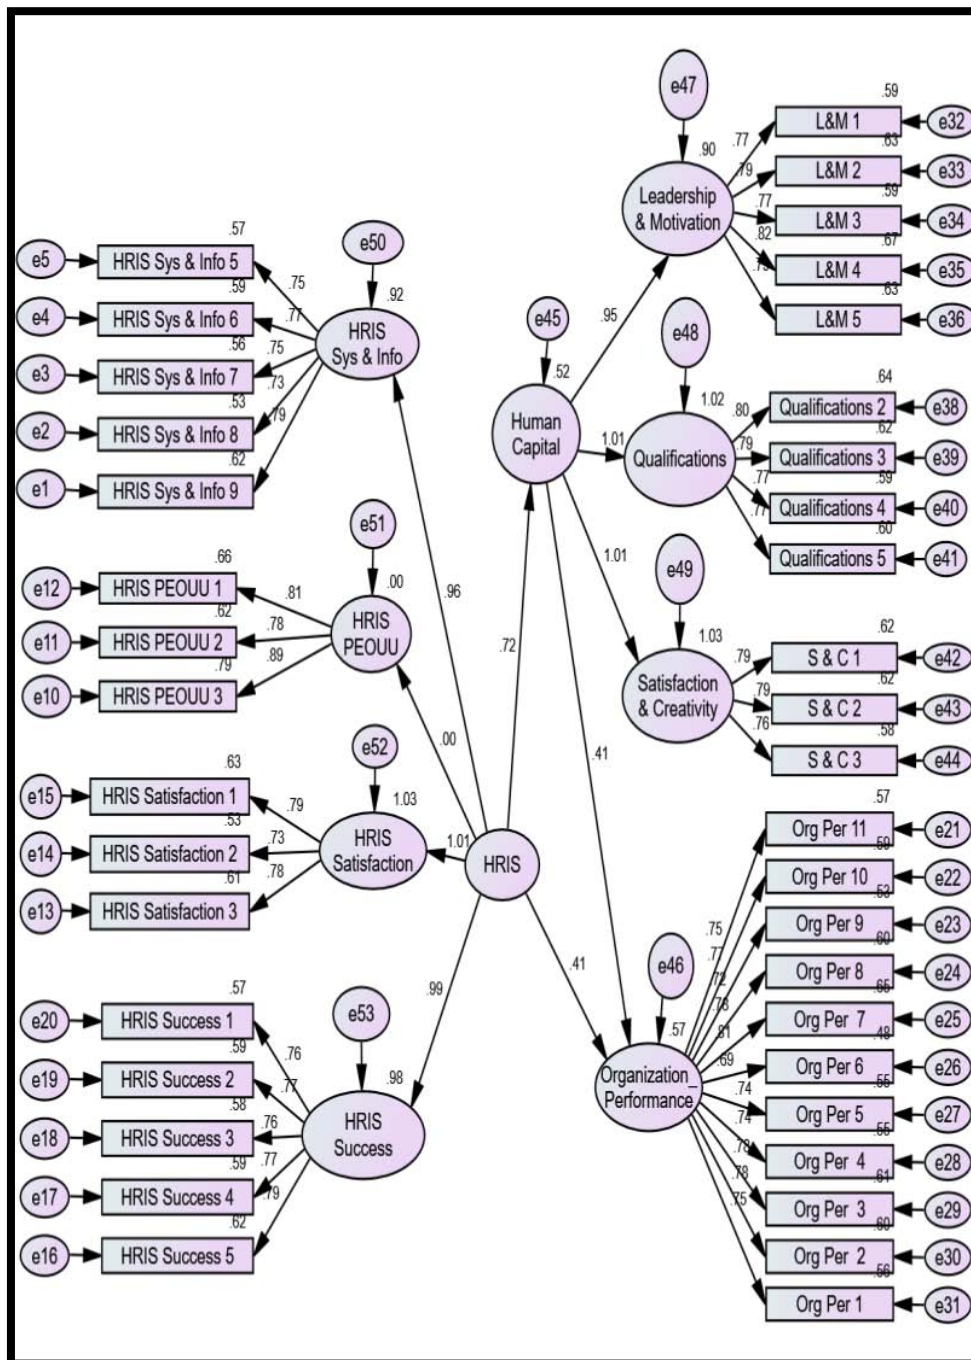 e47
.59
L&M 1
e32
.77
.90
.63
L&M 2
e33
.79
Leadership
& Motivation
.59
L&M 3
e34
.77
.67
L&M 4
e35
.82
.63
L&M 5
e36
.57
e5
HRIS Sys & Info 5
e50
.75
.59
e4
HRIS Sys & Info 6
.92
.77
HRIS
Sys & Info
.56
e3
HRIS Sys & Info 7
.75
.53
e2
HRIS Sys & Info 8
.73
.62
e1
HRIS Sys & Info 9
.79
e45
.95
e48
.52
Human
Capital
1.01
1.02
Qualifications
.64
.80
Qualifications 2
e38
.62
.79
Qualifications 3
e39
.59
.77
Qualifications 4
e40
.60
.77
Qualifications 5
e41
e51
.66
e12
HRIS PEOUU 1
.81
.00
HRIS
PEOUU
.62
e11
HRIS PEOUU 2
.78
.79
e10
HRIS PEOUU 3
.89
.96
.72
1.01
e49
1.03
Satisfaction
& Creativity
.62
.79
S & C 1
e42
.62
.79
S & C 2
e43
.58
.76
S & C 3
e44
.00
.41
e52
.63
e15
HRIS Satisfaction 1
.79
1.03
.53
e14
HRIS Satisfaction 2
.73
HRIS
Satisfaction
1.01
HRIS
.61
e13
HRIS Satisfaction 3
.78
.57
Org Per 11
e21
.59
Org Per 10
e22
.53
Org Per 9
e23
.60
Org Per 8
e24
.65
Org Per 7
e25
.48
Org Per 6
e26
.55
Org Per 5
e27
.55
Org Per 4
e28
.61
Org Per 3
e29
.60
Org Per 2
e30
.56
Org Per 1
e31
.75
.77
.72
.78
.81
.69
.74
.74
.78
.78
.75
.41
e46
.57
Organization_
Performance
.99
e53
.57
e20
HRIS Success 1
.76
.98
.59
e19
HRIS Success 2
.77
HRIS
Success
.58
e18
HRIS Success 3
.76
.59
e17
HRIS Success 4
.77
.62
e16
HRIS Success 5
.79